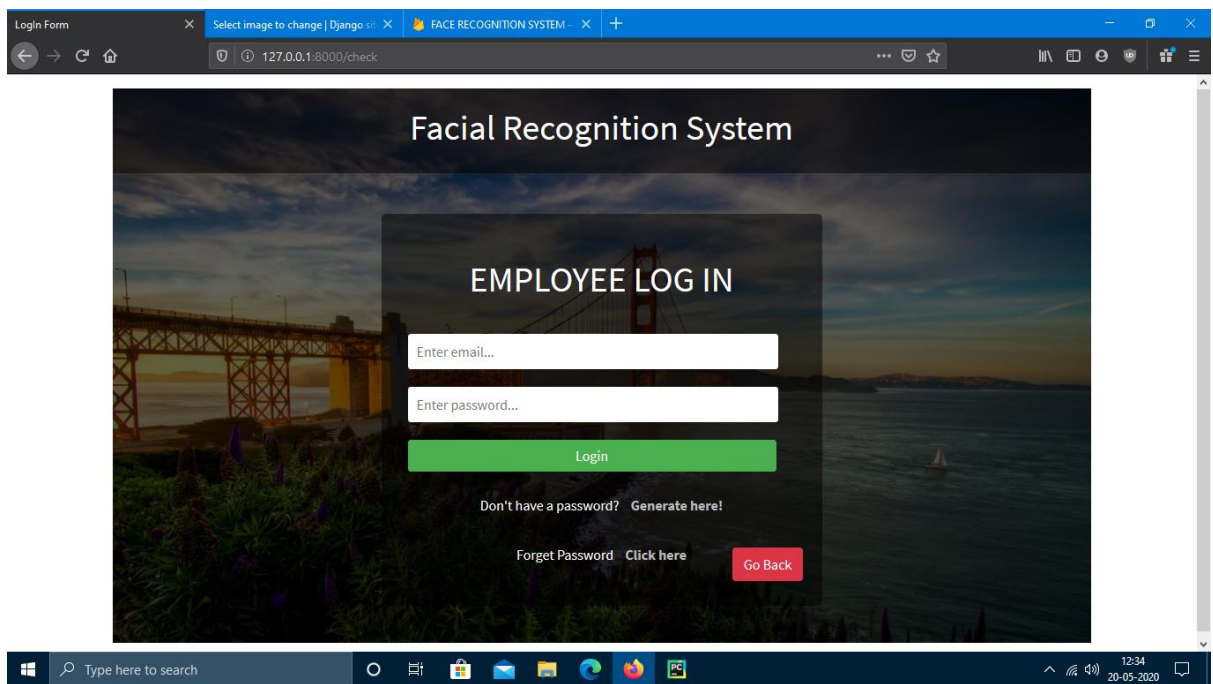 LogIn Form
Select image to change | Django sit
FACE RECOGNITION SYSTEM -
127.0.0.1:8000/check
Facial Recognition System
EMPLOYEE LOG IN
Enter email...
Enter password...
Login
Don't have a password? Generate here!
Forget Password Click here
Go Back
Type here to search
PC
12:34
20-05-2020